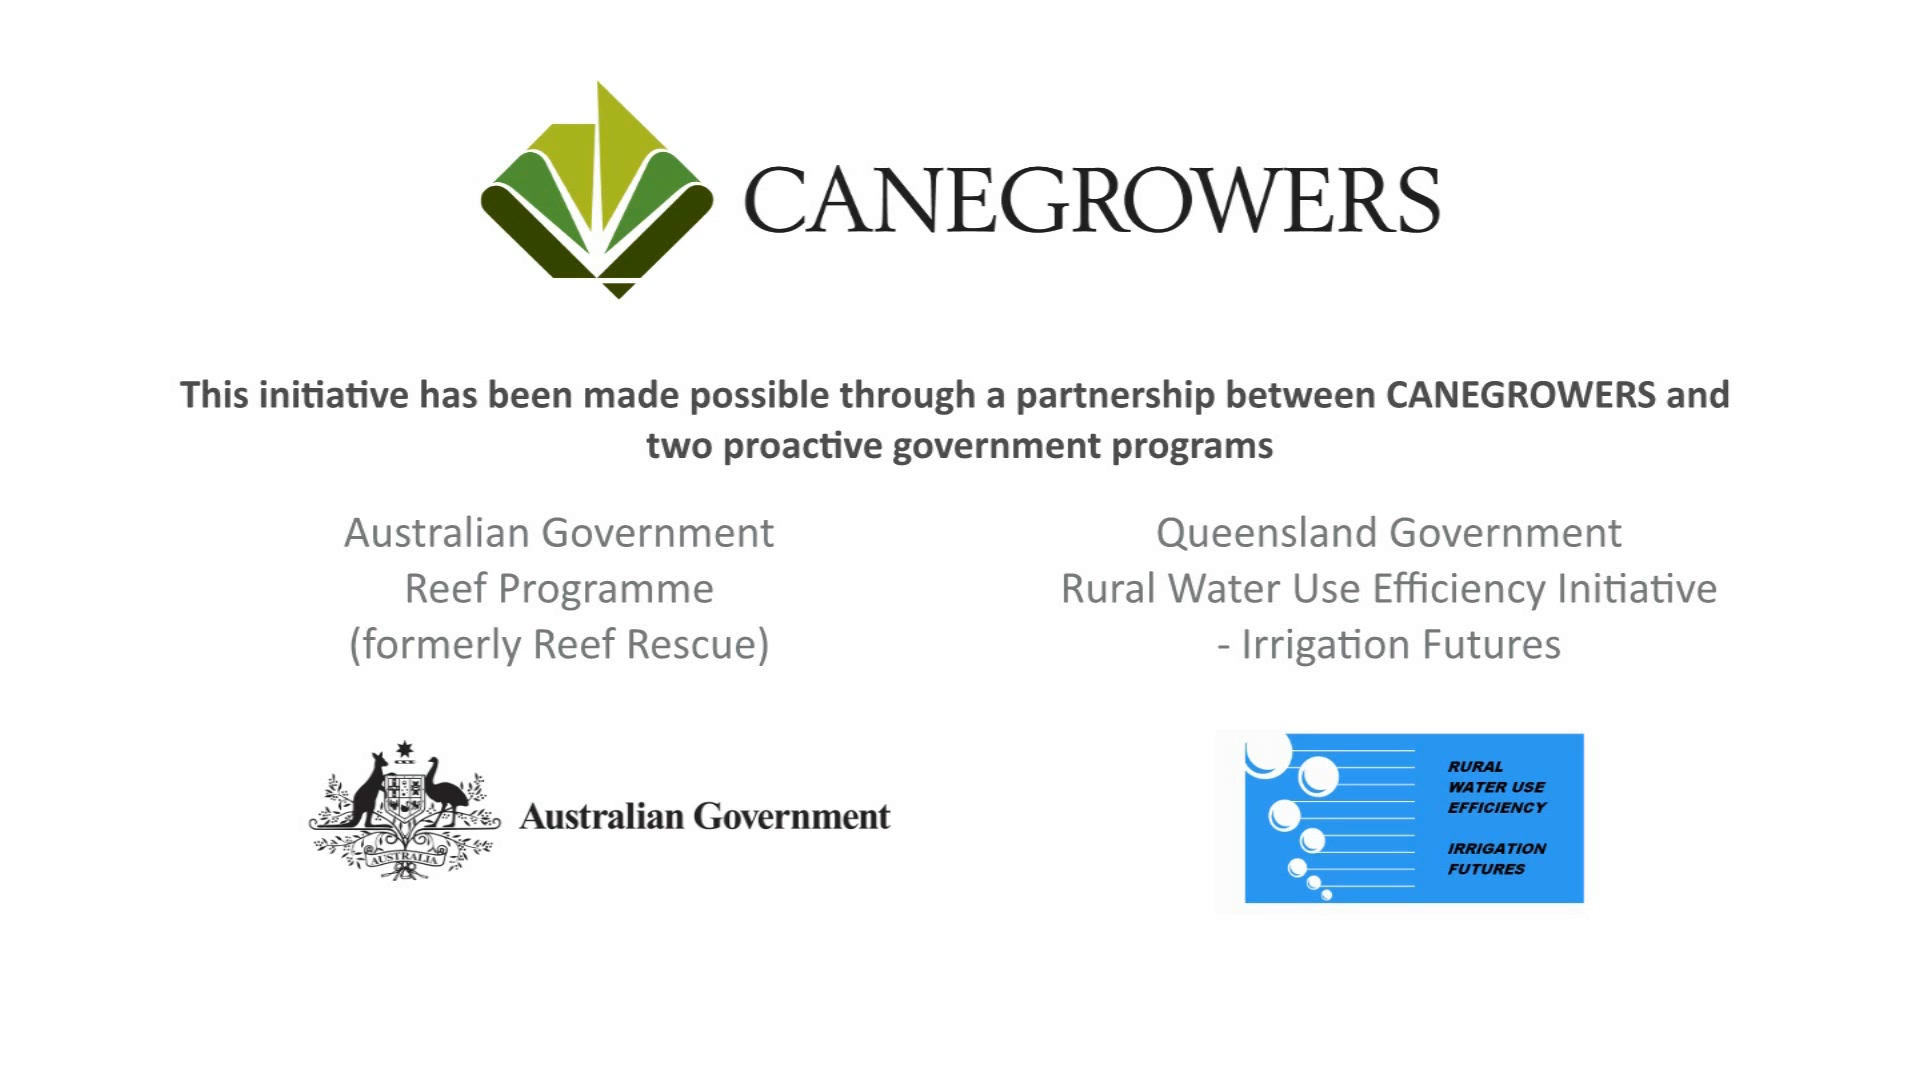 CANEGROWERS
This initiative has been made possible through a partnership between CANEGROWERS and
two proactive government programs
Australian Government
Reef Programme
(formerly Reef Rescue)
Queensland Government
Rural Water Use Efficiency Initiative
- Irrigation Futures
AUSTRALIA
Australian Government
RURAL
WATER USE
EFFICIENCY
IRRIGATION
FUTURES